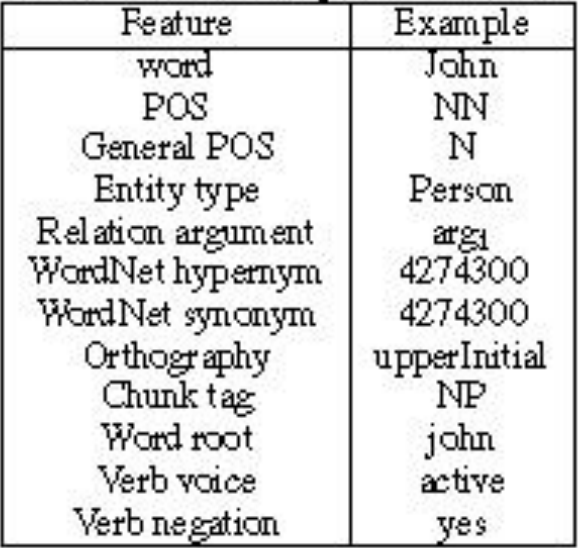 Feature Example
word John
POS NN
General POS N
Entity type Person
Relation argument arg1
WordNet hypernym 4274300
WordNet synonym 4274300
Orthography upperInitial
Chunk tag NP
Word root john
Verb voice active
Verb negation yes